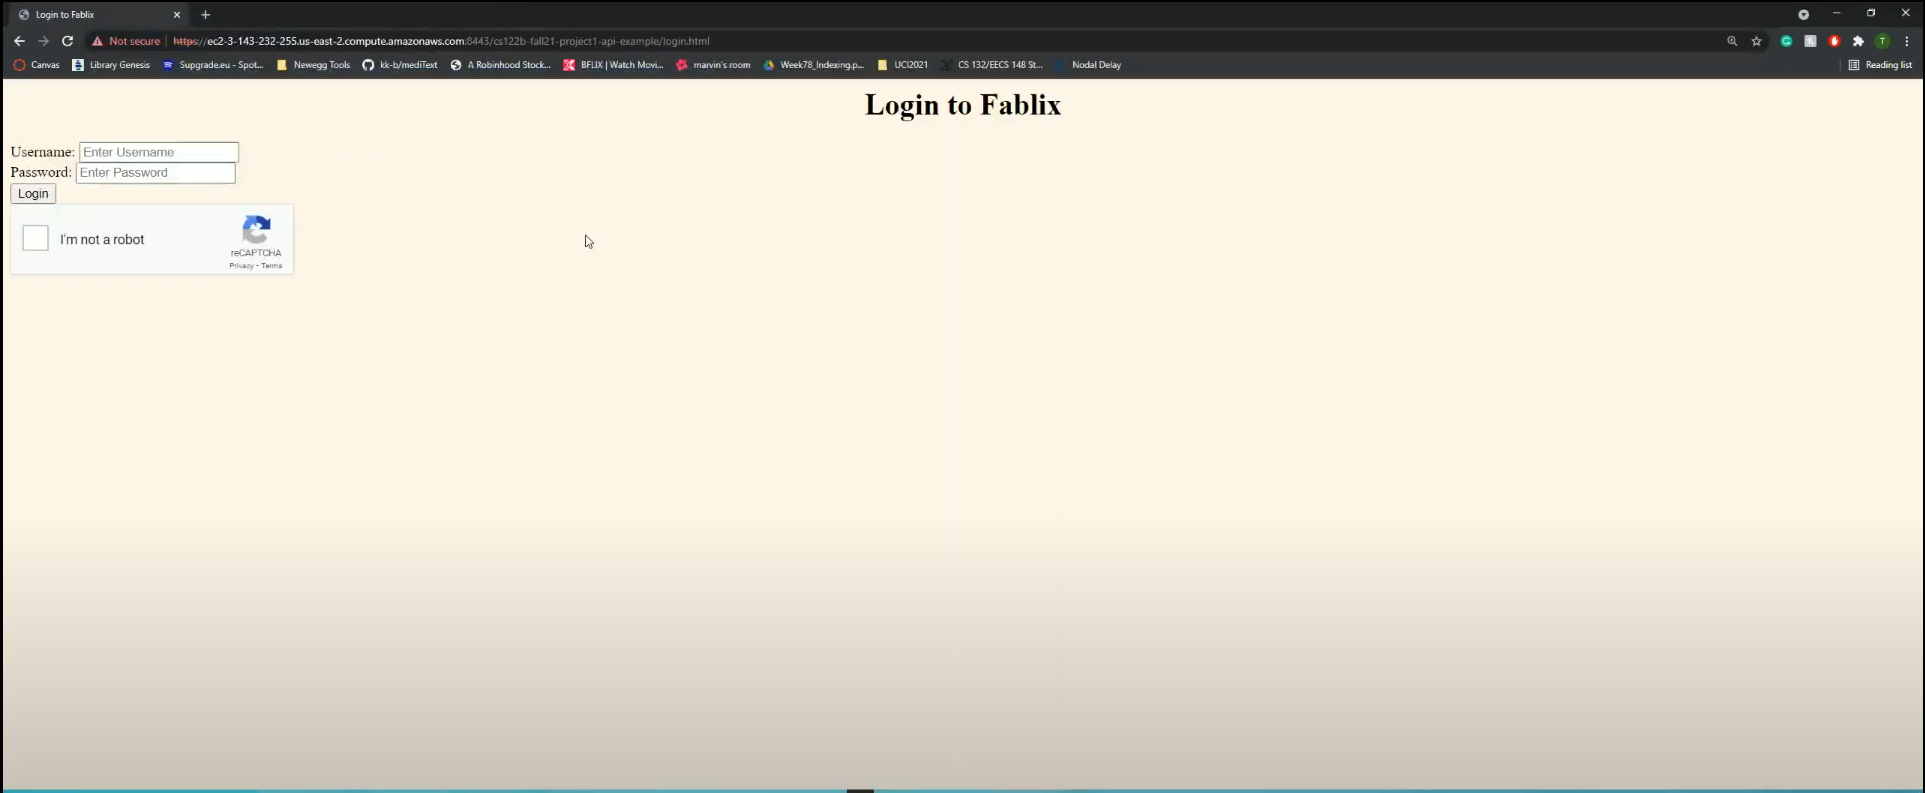 Login to Fablix
Not secure | https://ec2-3-143-232-255.us-east-2.compute.amazonaws.com:8443/cs122b-fall21-project1-api-example/login.html
T
Canvas Library Genesis Supgrade.eu - Spot... Newegg Tools kk-b/mediText A Robinhood Stock... BFLIX | Watch Movi... marvin's room Week78_Indexing.p... UCI2021 CS 132/EECS 148 St... Nodal Delay Reading list
Login to Fablix
Username: Enter Username
Password: Enter Password
Login
I'm not a robot
reCAPTCHA
Privacy - Terms